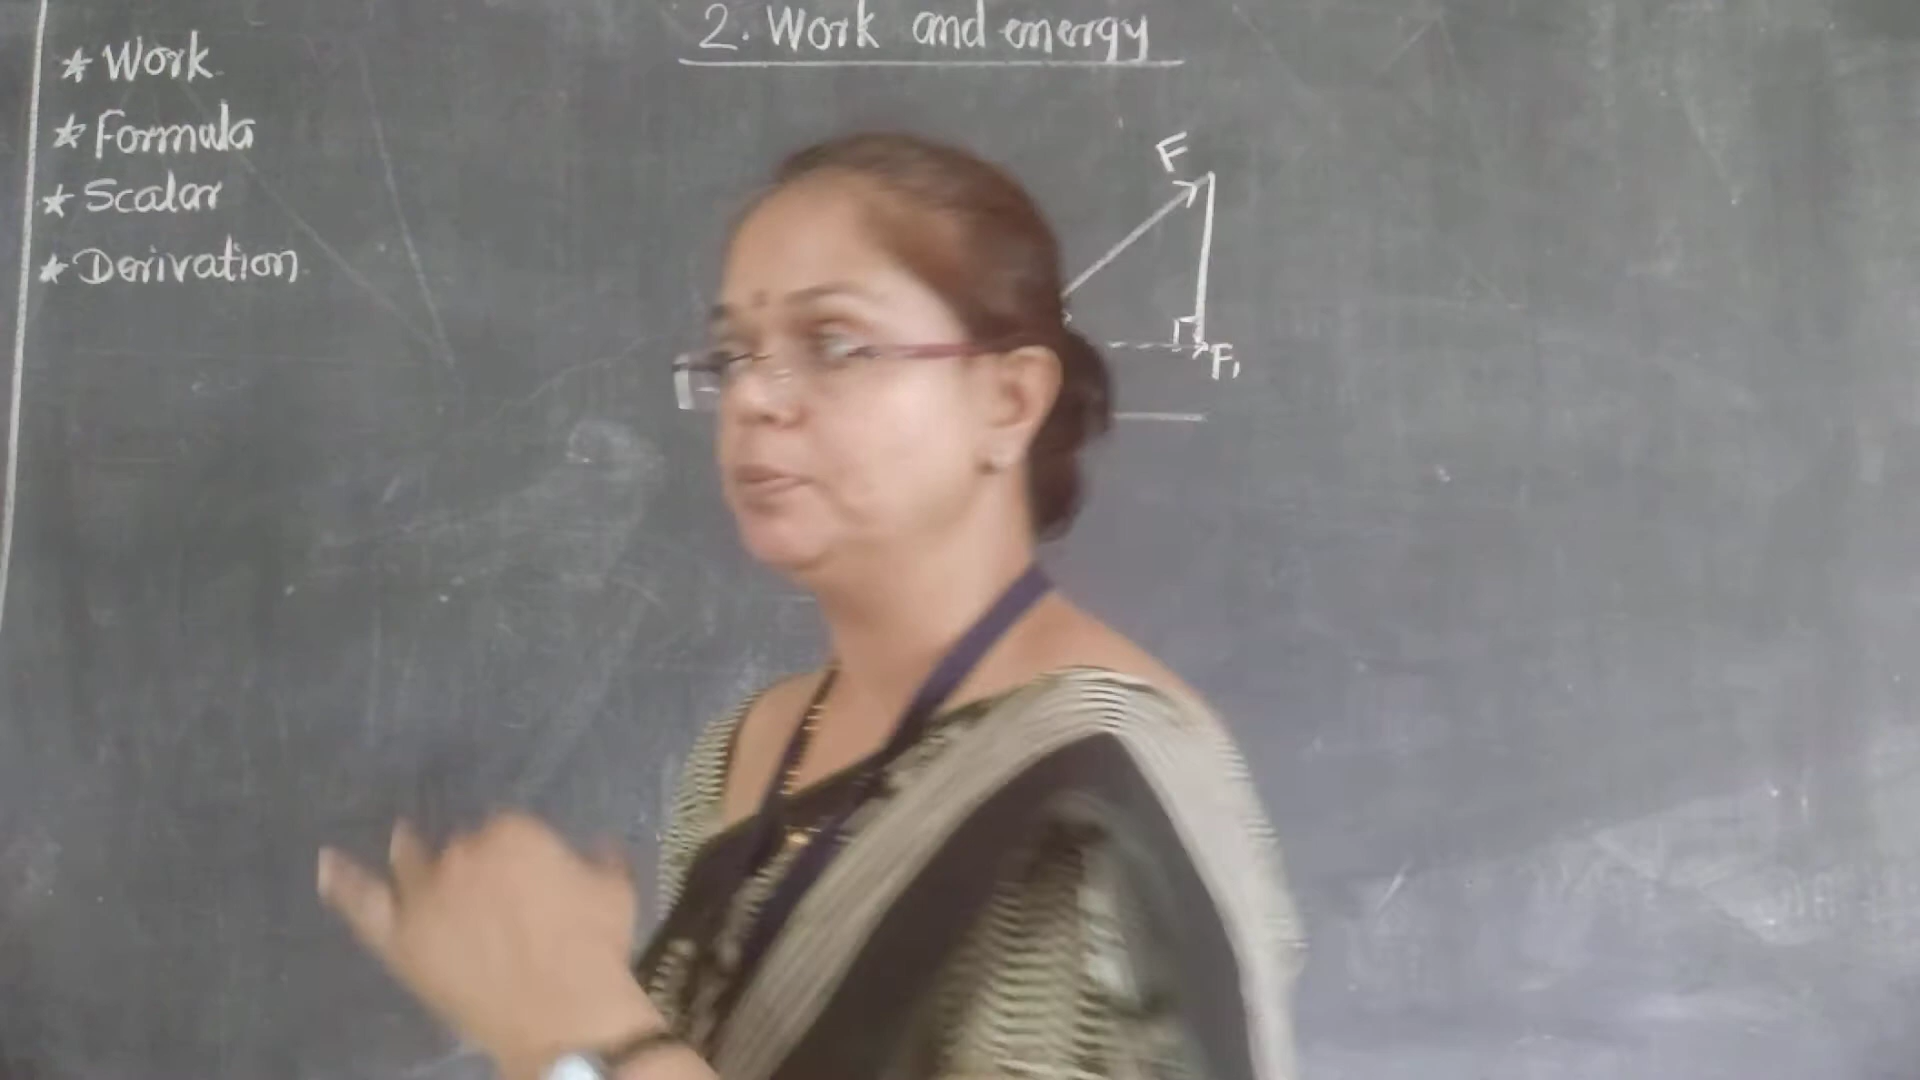 2. Work and energy
* Work
* Formula
* Scalar
* Derivation
F
F₁